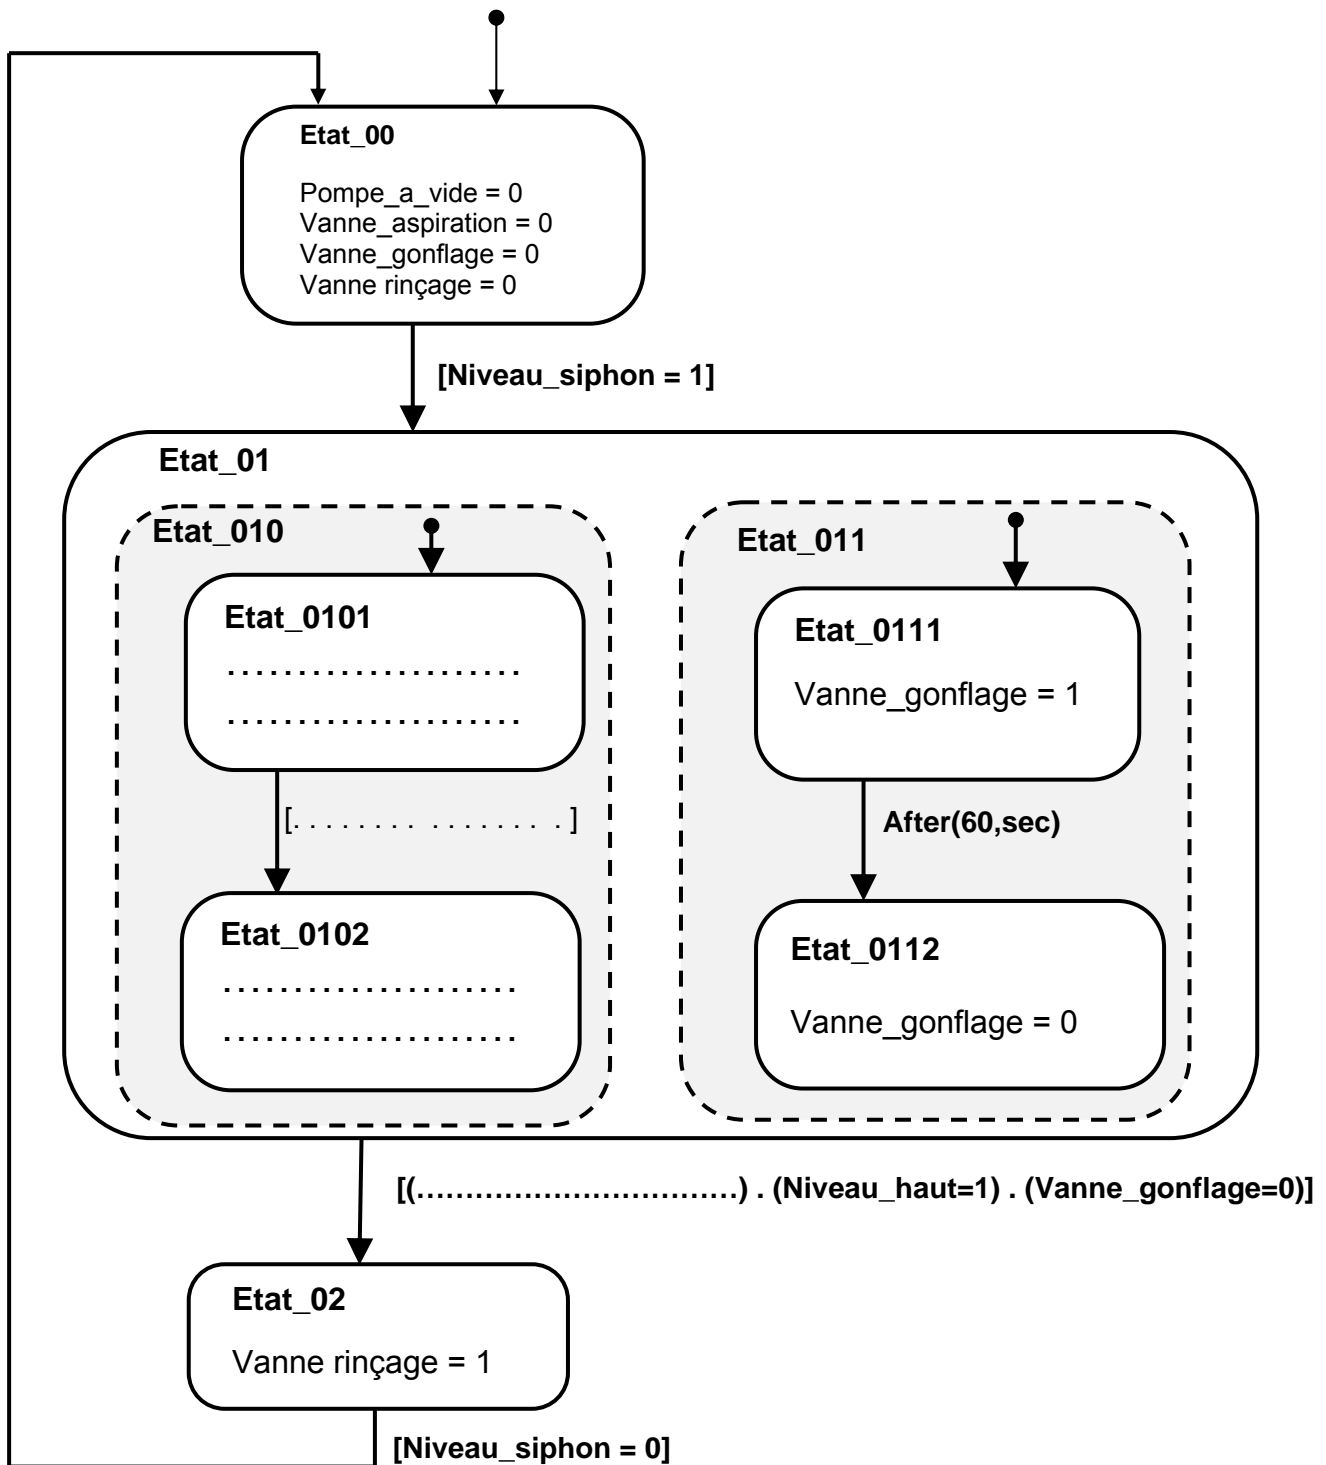 Etat_00
Pompe_a_vide = 0
Vanne_aspiration = 0
Vanne_gonflage = 0
Vanne rinçage = 0
[Niveau_siphon = 1]
Etat_01
Etat_010
Etat_0101
.....................
.....................
[. . . . . . . . . . . . . . . . ]
Etat_0102
.....................
.....................
Etat_011
Etat_0111
Vanne_gonflage = 1
After(60,sec)
Etat_0112
Vanne_gonflage = 0
[(……………………………) . (Niveau_haut=1) . (Vanne_gonflage=0)]
Etat_02
Vanne rinçage = 1
[Niveau_siphon = 0]